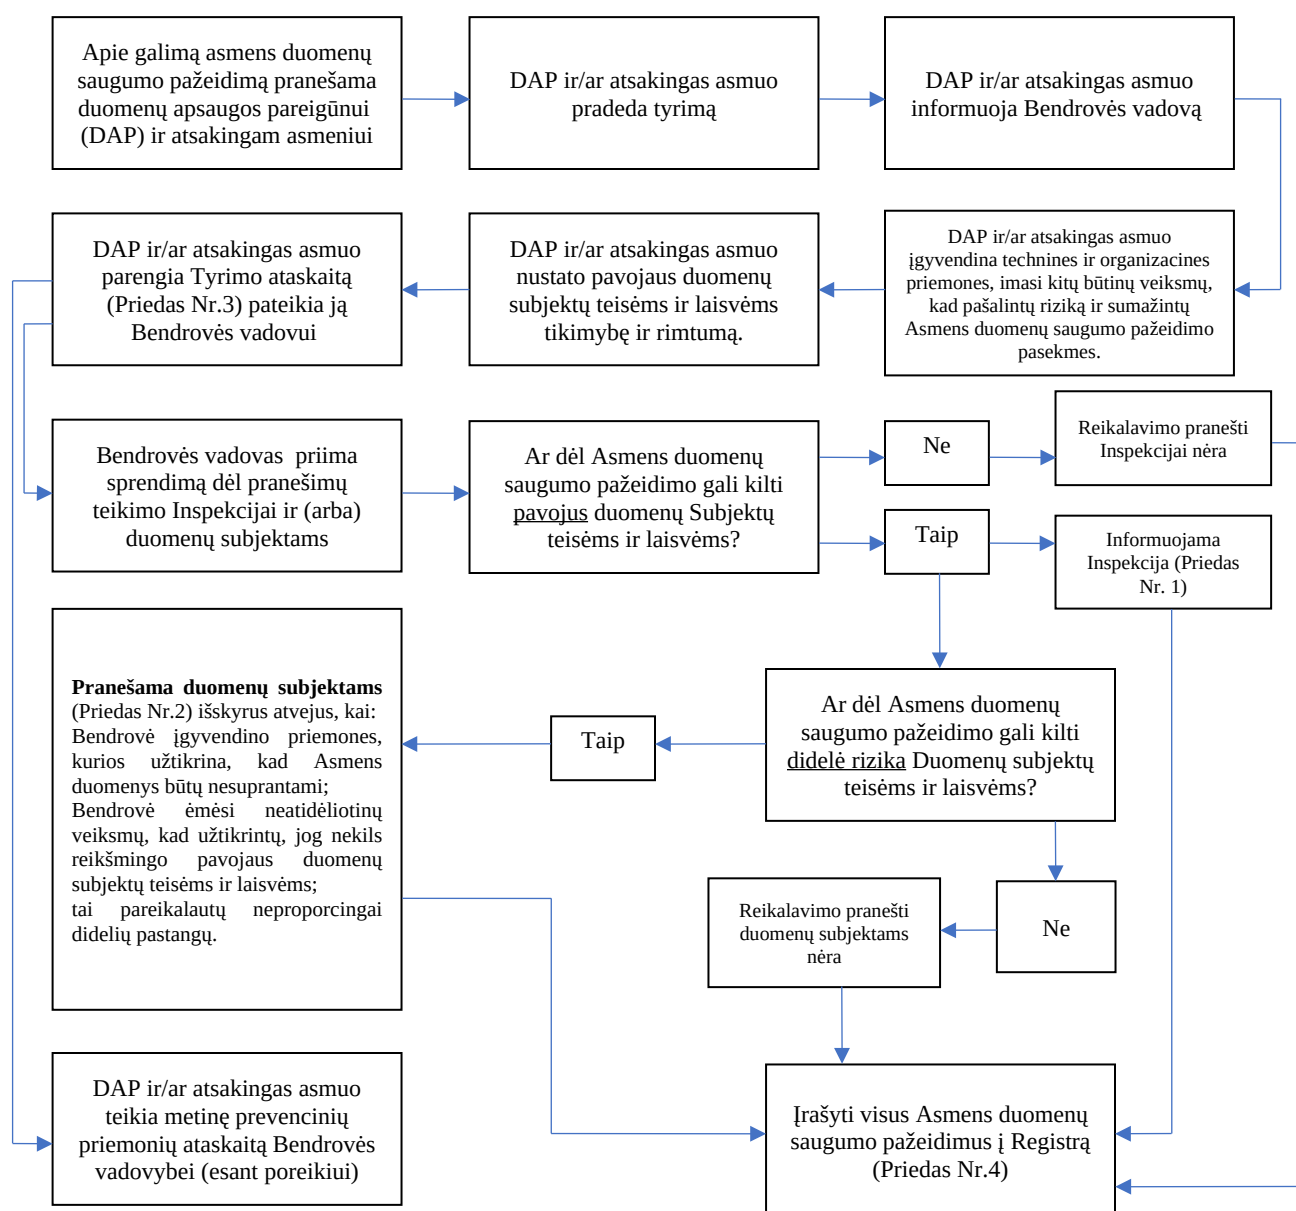 Apie galimą asmens duomenų
saugumo pažeidimą pranešama
duomenų apsaugos pareigūnui
(DAP) ir atsakingam asmeniui
DAP ir/ar atsakingas asmuo
pradeda tyrimą
DAP ir/ar atsakingas asmuo
informuoja Bendrovės vadovą
DAP ir/ar atsakingas asmuo
įgyvendina technines ir organizacines
priemones, imasi kitų būtinų veiksmų,
kad pašalintų riziką ir sumažintų
Asmens duomenų saugumo pažeidimo
pasekmes.
DAP ir/ar atsakingas asmuo
nustato pavojaus duomenų
subjektų teisėms ir laisvėms
tikimybę ir rimtumą.
DAP ir/ar atsakingas asmuo
parengia Tyrimo ataskaitą
(Priedas Nr.3) pateikia ją
Bendrovės vadovui
Bendrovės vadovas priima
sprendimą dėl pranešimų
teikimo Inspekcijai ir (arba)
duomenų subjektams
Ar dėl Asmens duomenų
saugumo pažeidimo gali kilti
pavojus duomenų Subjektų
teisėms ir laisvėms?
Ne
Reikalavimo pranešti
Inspekcijai nėra
Taip
Informuojama
Inspekcija (Priedas
Nr. 1)
Ar dėl Asmens duomenų
saugumo pažeidimo gali kilti
didelė rizika Duomenų subjektų
teisėms ir laisvėms?
Taip
Pranešama duomenų subjektams
(Priedas Nr.2) išskyrus atvejus, kai:
Bendrovė įgyvendino priemones,
kurios užtikrina, kad Asmens
duomenys būtų nesuprantami;
Bendrovė ėmėsi neatidėliotinų
veiksmų, kad užtikrintų, jog nekils
reikšmingo pavojaus duomenų
subjektų teisėms ir laisvėms;
tai pareikalautų neproporcingai
didelių pastangų.
Ne
Reikalavimo pranešti
duomenų subjektams
nėra
DAP ir/ar atsakingas asmuo
teikia metinę prevencinių
priemonių ataskaitą Bendrovės
vadovybei (esant poreikiui)
Įrašyti visus Asmens duomenų
saugumo pažeidimus į Registrą
(Priedas Nr.4)